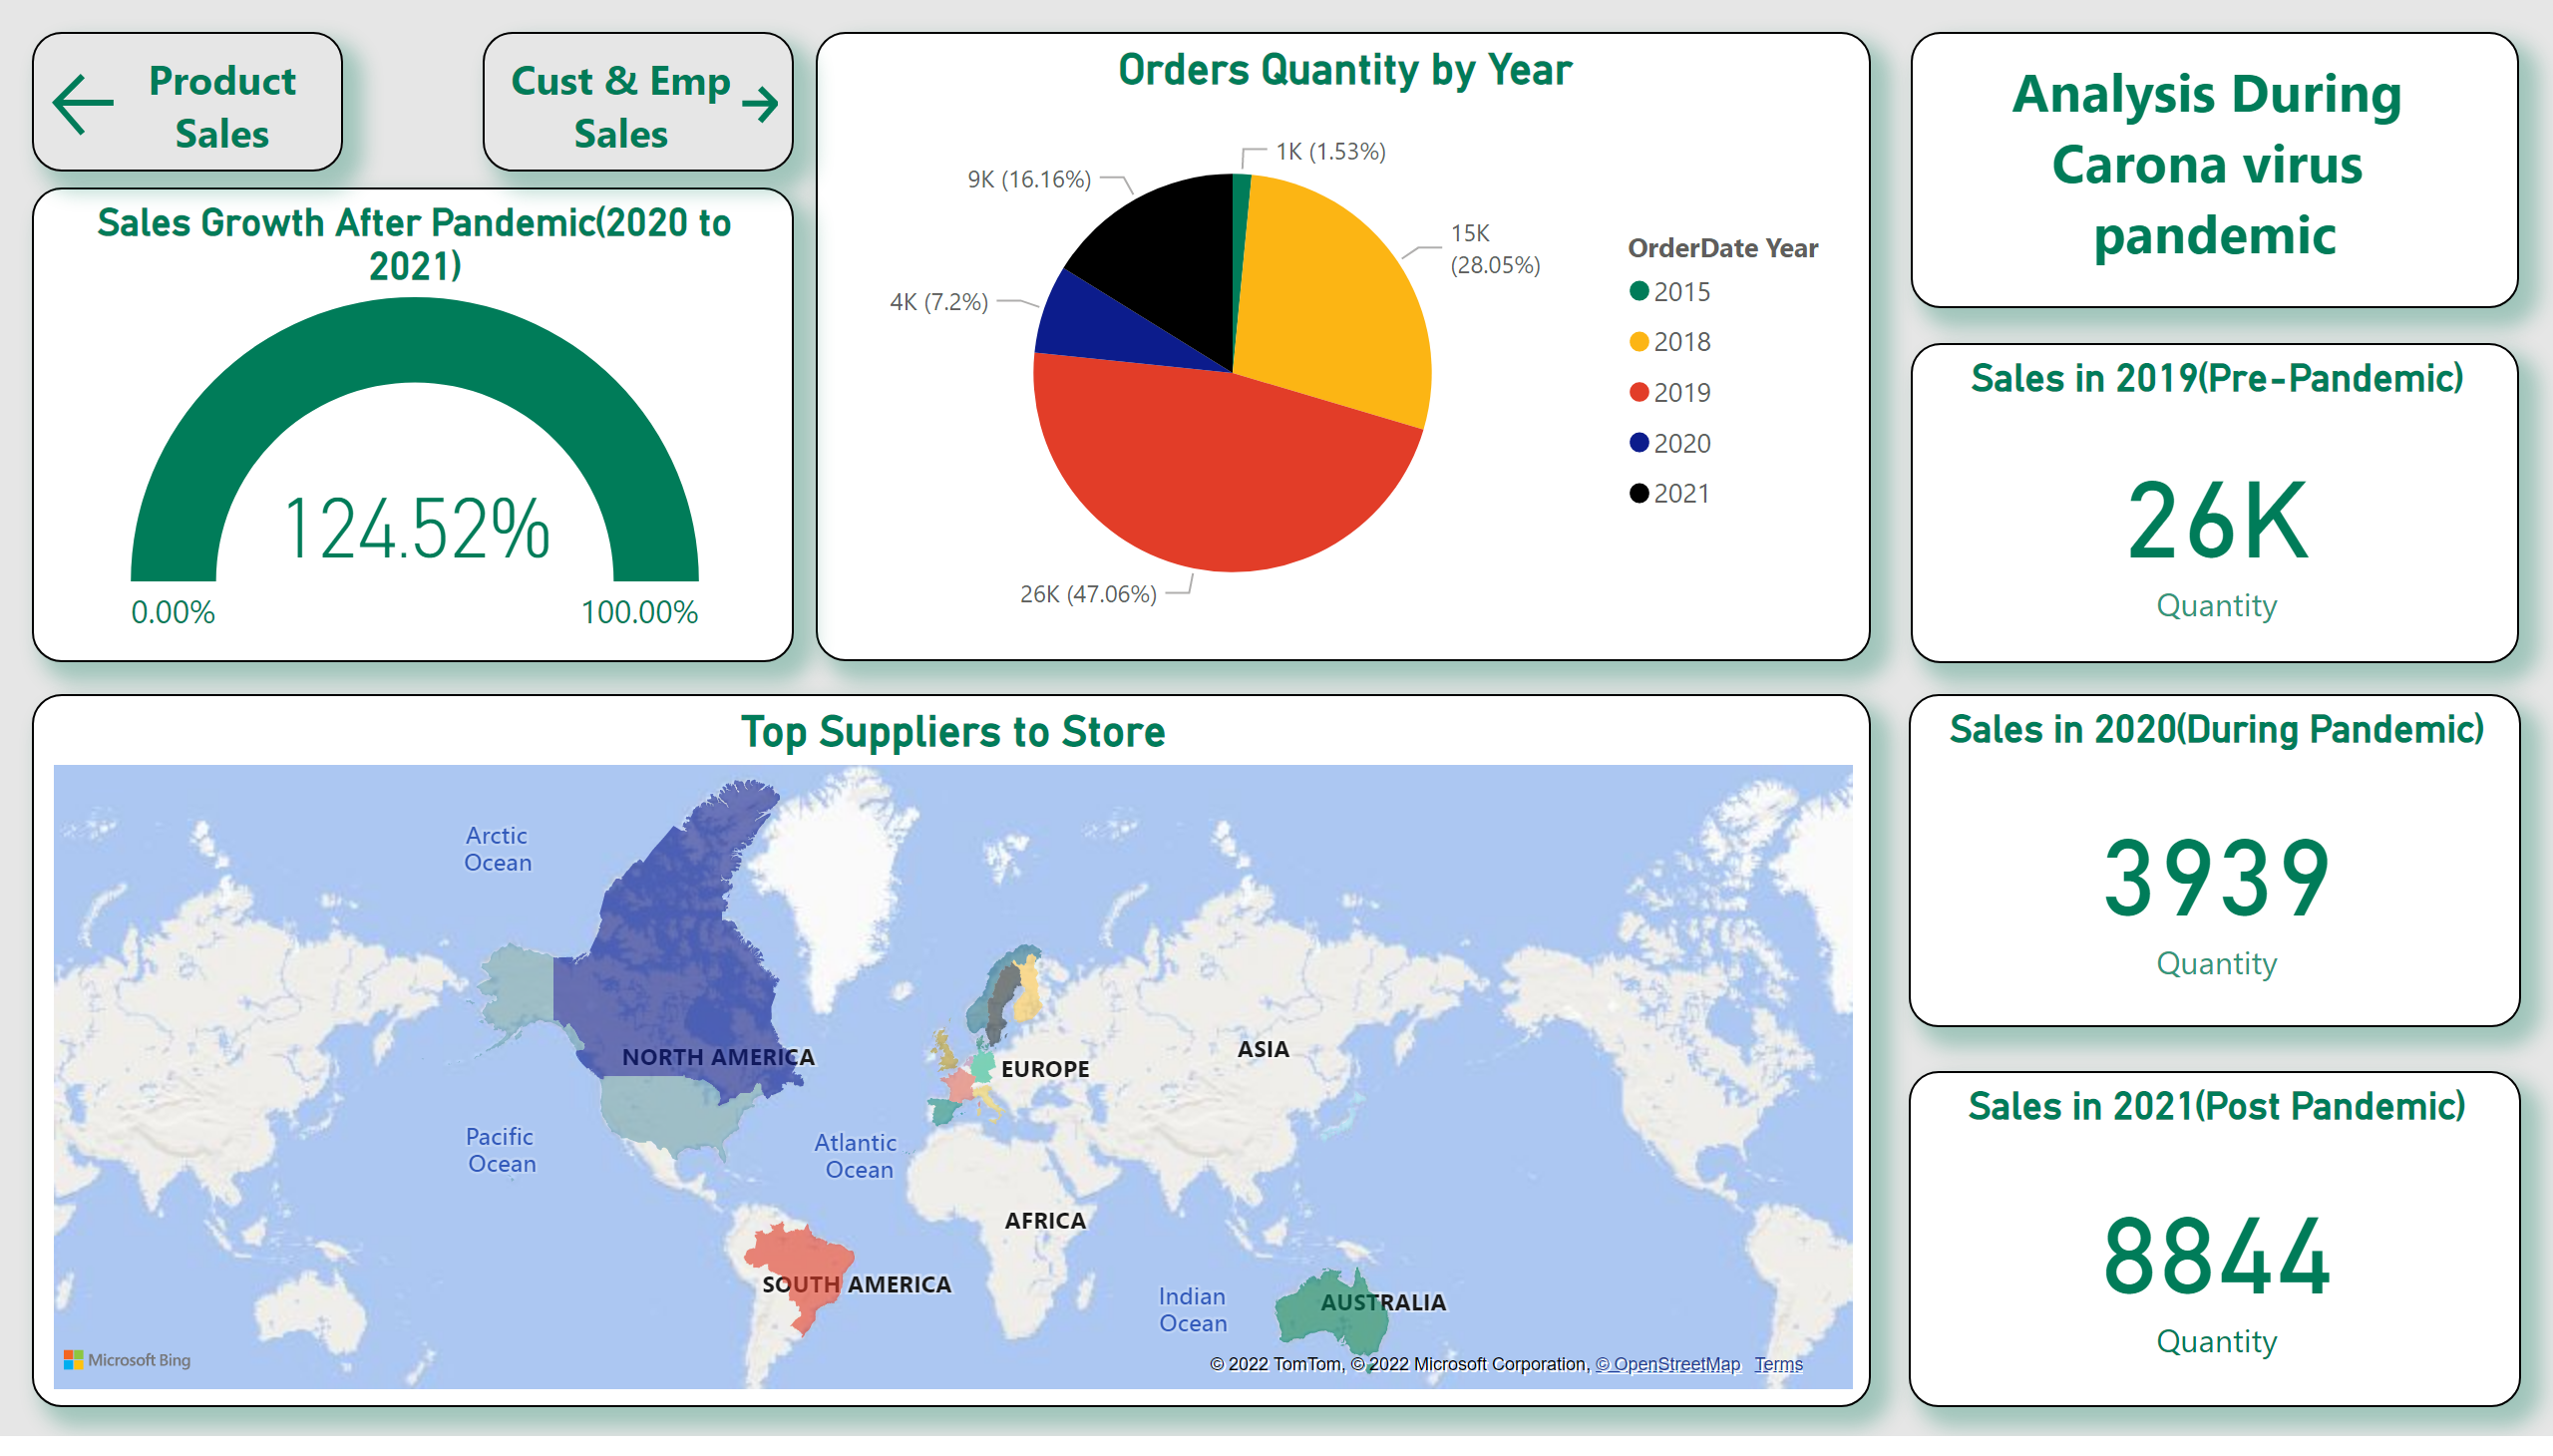 Product
Sales
Cust & Emp
Sales
Sales Growth After Pandemic(2020 to
2021)
124.52%
0.00%
100.00%
Orders Quantity by Year
1K (1.53%)
9K (16.16%)
15K
(28.05%)
4K (7.2%)
26K (47.06%)
OrderDate Year
2015
2018
2019
2020
2021
Analysis During
Carona virus
pandemic
Sales in 2019(Pre-Pandemic)
26K
Quantity
Top Suppliers to Store
Arctic
Ocean
NORTH AMERICA
EUROPE
ASIA
Pacific
Ocean
Atlantic
Ocean
AFRICA
SOUTH AMERICA
Indian
Ocean
AUSTRALIA
Microsoft Bing
© 2022 TomTom, © 2022 Microsoft Corporation, © OpenStreetMap Terms
Sales in 2020(During Pandemic)
3939
Quantity
Sales in 2021(Post Pandemic)
8844
Quantity